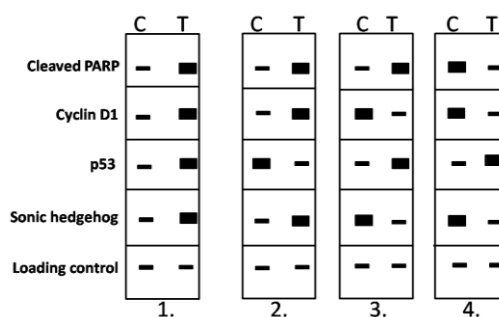 C T C T C T C T
Cleaved PARP
Cyclin D1
p53
Sonic hedgehog
Loading control
1. 2. 3. 4.